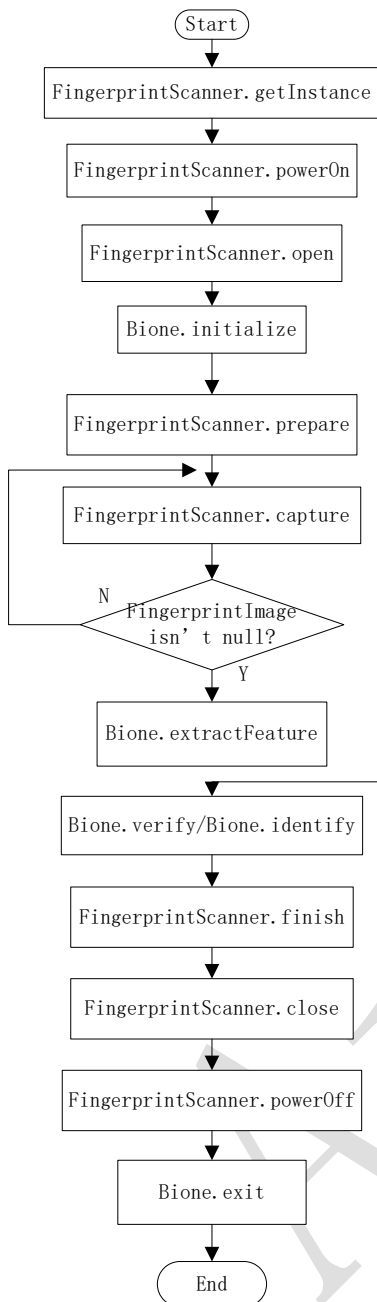 Start
FingerprintScanner.getInstance
FingerprintScanner.powerOn
FingerprintScanner.open
Bione.initialize
FingerprintScanner.prepare
FingerprintScanner.capture
N
FingerprintImage
isn’t null?
Y
Bione.extractFeature
Bione.verify/Bione.identify
FingerprintScanner.finish
FingerprintScanner.close
FingerprintScanner.powerOff
Bione.exit
End